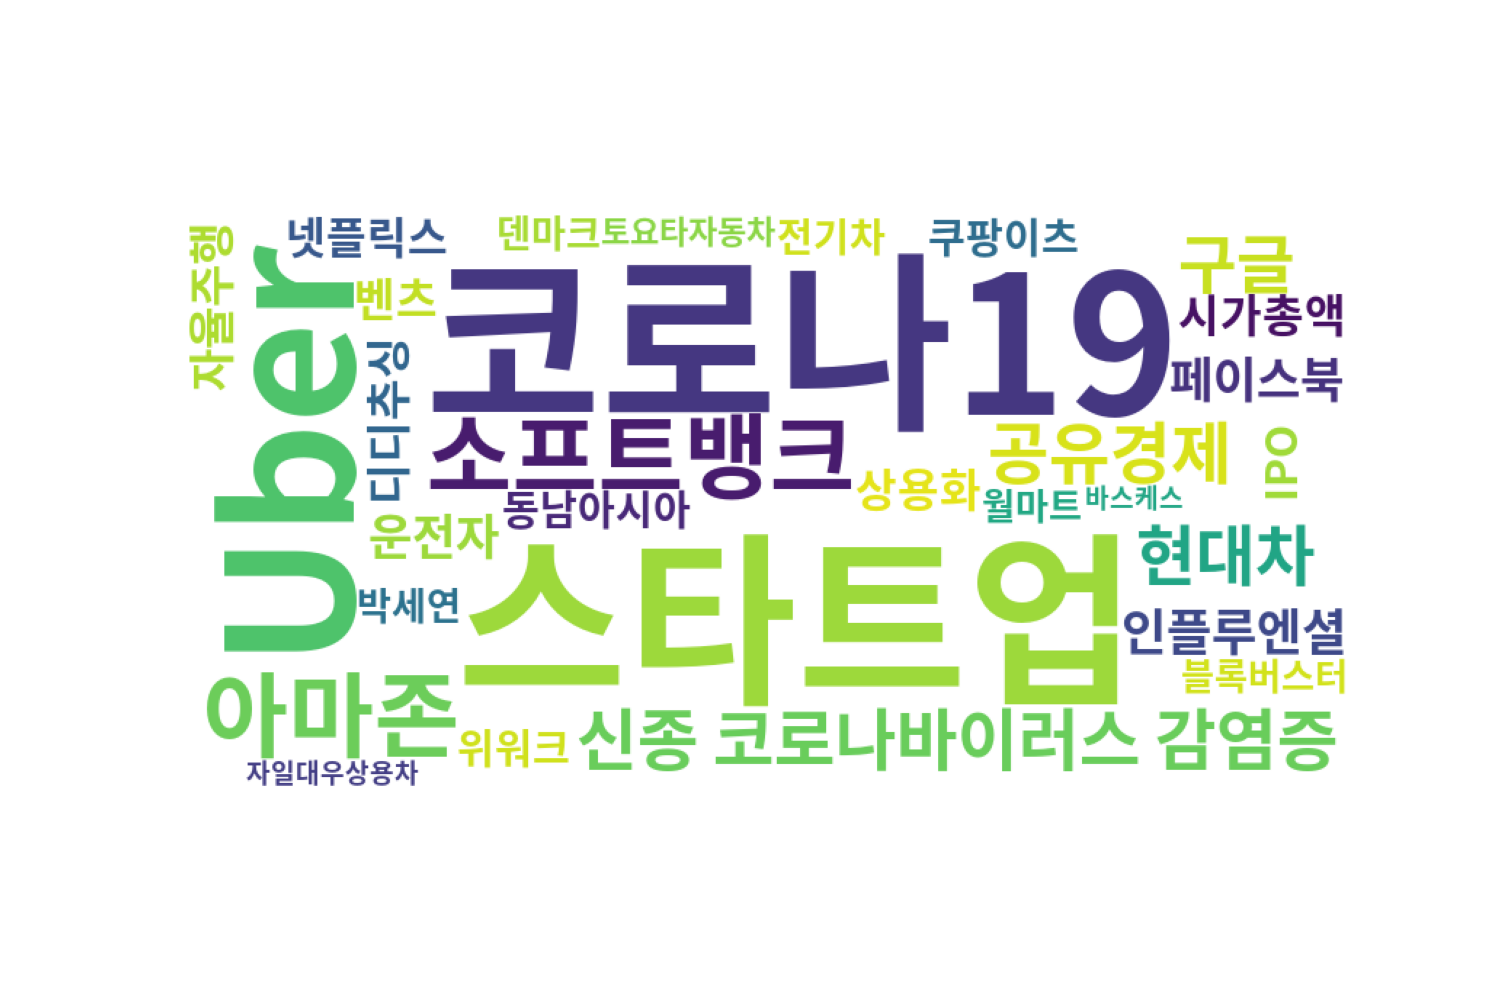 넷플릭스
덴마크
토요타자동차
전기차
쿠팡이츠
구글
자율주행
uber
벤츠
코로나19
시가총액
디디추싱
페이스북
소프트뱅크
공유경제
IPO
상용화
월마트
바스케스
동남아시아
운전자
스타트업
현대차
박세연
인플루엔셜
블록버스터
아마존
위워크
신종 코로나바이러스 감염증
자일대우상용차